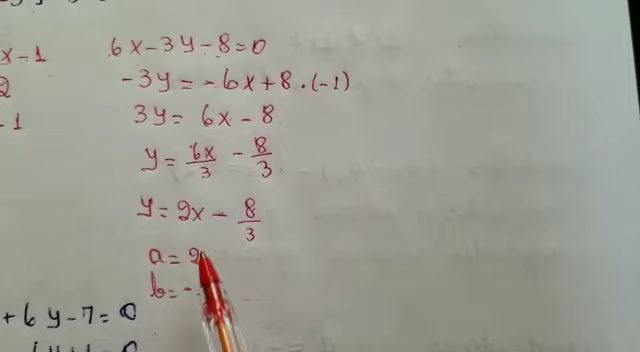 x-1
2
-1
6x-3y-8=0
-3y=-6x+8·(-1)
3y=6x-8
y=6x/3-8/3
y=2x-8/3
a=2
b=-
+6y-7=0